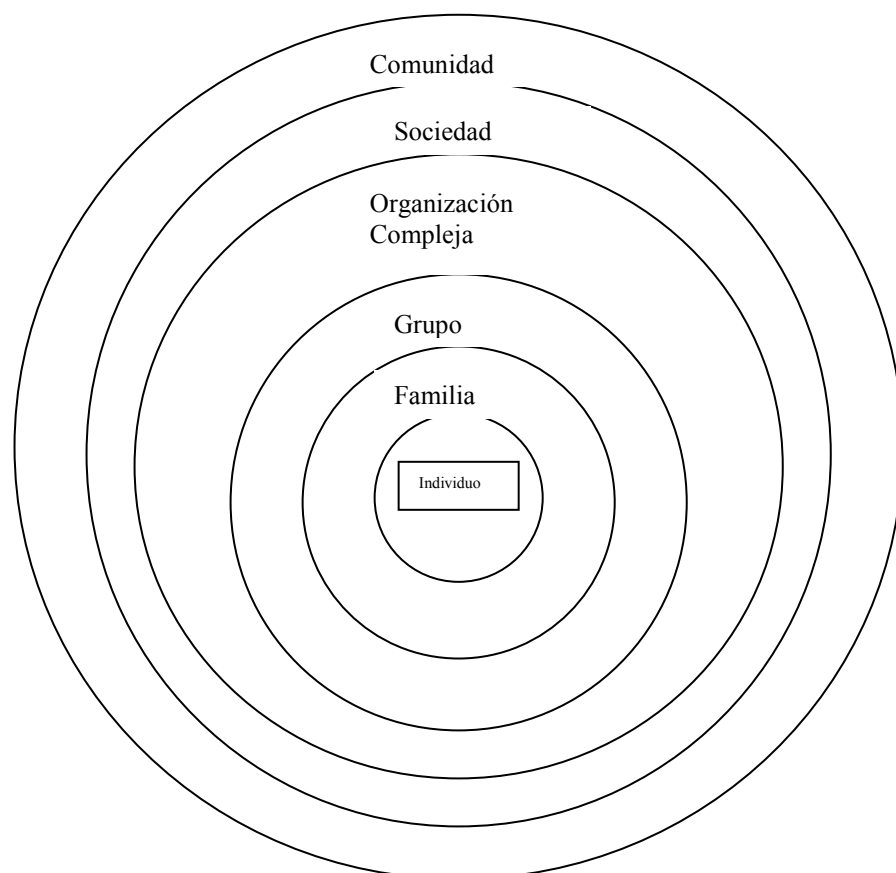 Comunidad
Sociedad
Organización
Compleja
Grupo
Familia
Individuo